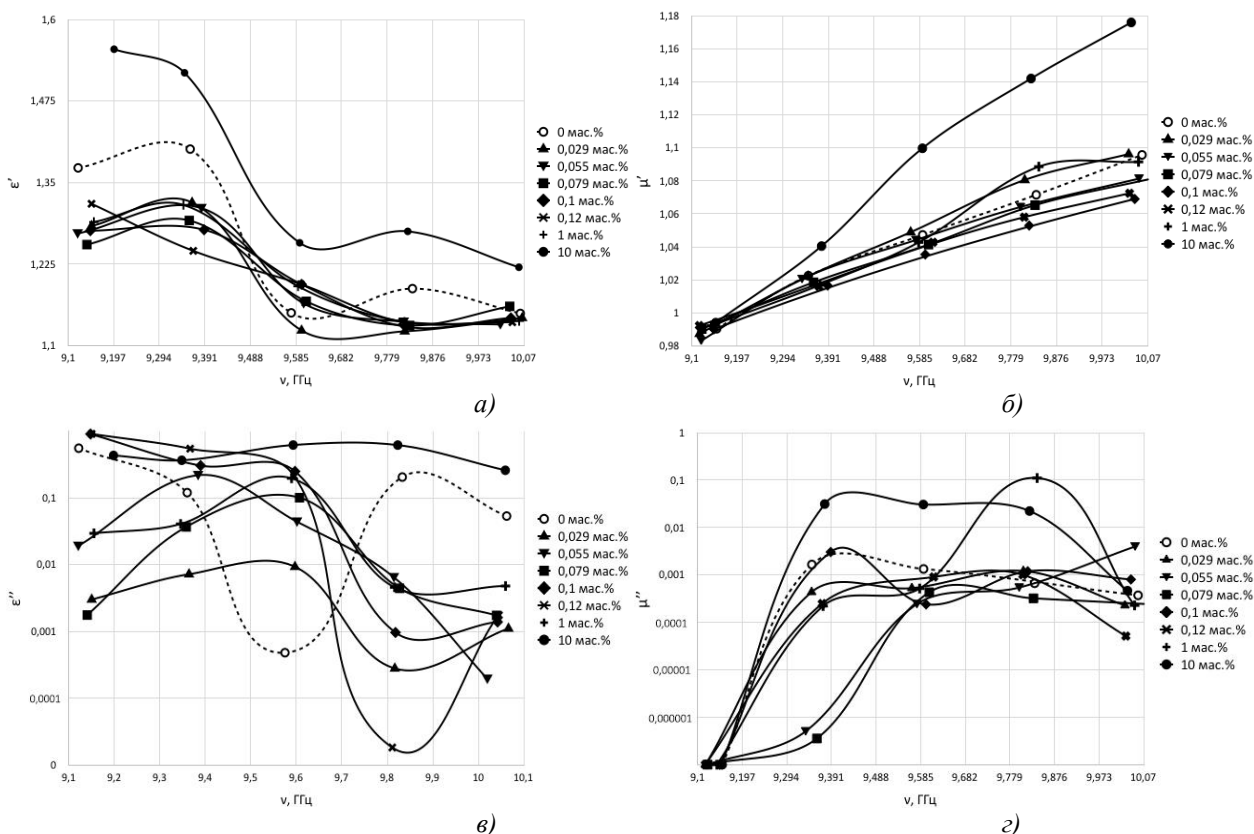 1,6
1,475
1,35
1,225
1,1
ε′
9,1 9,197 9,294 9,391 9,488 9,585 9,682 9,779 9,876 9,973 10,07
ν, ГГц
0 мас.%
0,029 мас.%
0,055 мас.%
0,079 мас.%
0,1 мас.%
0,12 мас.%
1 мас.%
10 мас.%
а)
1,18
1,16
1,14
1,12
1,1
1,08
1,06
1,04
1,02
1
0,98
μ′
9,1 9,197 9,294 9,391 9,488 9,585 9,682 9,779 9,876 9,973 10,07
ν, ГГц
0 мас.%
0,029 мас.%
0,055 мас.%
0,079 мас.%
0,1 мас.%
0,12 мас.%
1 мас.%
10 мас.%
б)
0,1
0,01
0,001
0,0001
0
ε″
9,1 9,2 9,3 9,4 9,5 9,6 9,7 9,8 9,9 10 10,1
ν, ГГц
0 мас.%
0,029 мас.%
0,055 мас.%
0,079 мас.%
0,1 мас.%
0,12 мас.%
1 мас.%
10 мас.%
в)
1
0,1
0,01
0,001
0,0001
0,00001
0,000001
μ″
9,1 9,197 9,294 9,391 9,488 9,585 9,682 9,779 9,876 9,973 10,07
ν, ГГц
0 мас.%
0,029 мас.%
0,055 мас.%
0,079 мас.%
0,1 мас.%
0,12 мас.%
1 мас.%
10 мас.%
г)